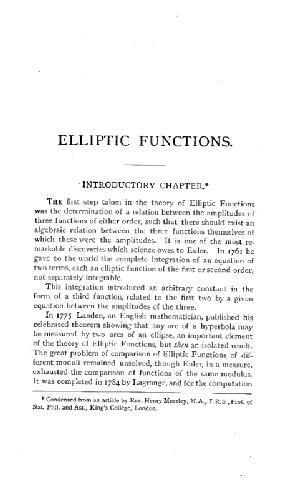 ELLIPTIC FUNCTIONS.
INTRODUCTORY CHAPTER.*
THE first step taken in the theory of Elliptic Functions
was the determination of a relation between the amplitudes of
three functions of either order, such that there should exist an
algebraic relation between the three functions themselves of
which these were the amplitudes. It is one of the most re-
markable discoveries which science owes to Euler. In 1761 he
gave to the world the complete integration of an equation of
two terms, each an elliptic function of the first or second order,
not separately integrable.
This integration introduced an arbitrary constant in the
form of a third function, related to the first two by a given
equation between the amplitudes of the three.
In 1775 Landen, an English mathematician, published his
celebrated theorem showing that any arc of a hyperbola may
be measured by two arcs of an ellipse, an important element
of the theory of Elliptic Functions, but then an isolated result.
The great problem of comparison of Elliptic Functions of dif-
ferent moduli remained unsolved, though Euler, in a measure,
exhausted the comparison of functions of the same modulus.
It was completed in 1784 by Lagrange, and for the computation
* Condensed from an article by Rev. Henry Moseley, M.A., F.R.S., Prof. of
Nat. Phil. and Ast., King's College, London.